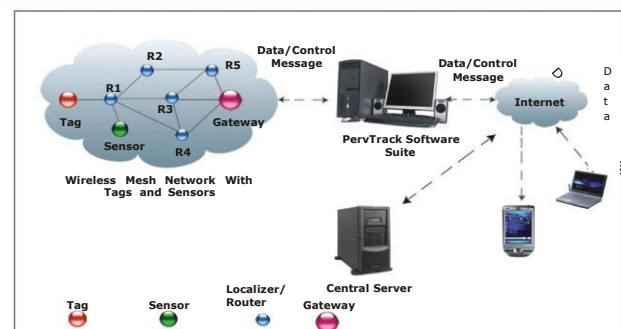 R2
R5
R1
R3
Tag
Gateway
Sensor
R4
Wireless Mesh Network With
Tags and Sensors
Data/Control
Message
PervTrack Software
Suite
Data/Control
Message
Internet
D
D
a
t
a
Central Server
Tag
Sensor
Localizer/
Router
Gateway